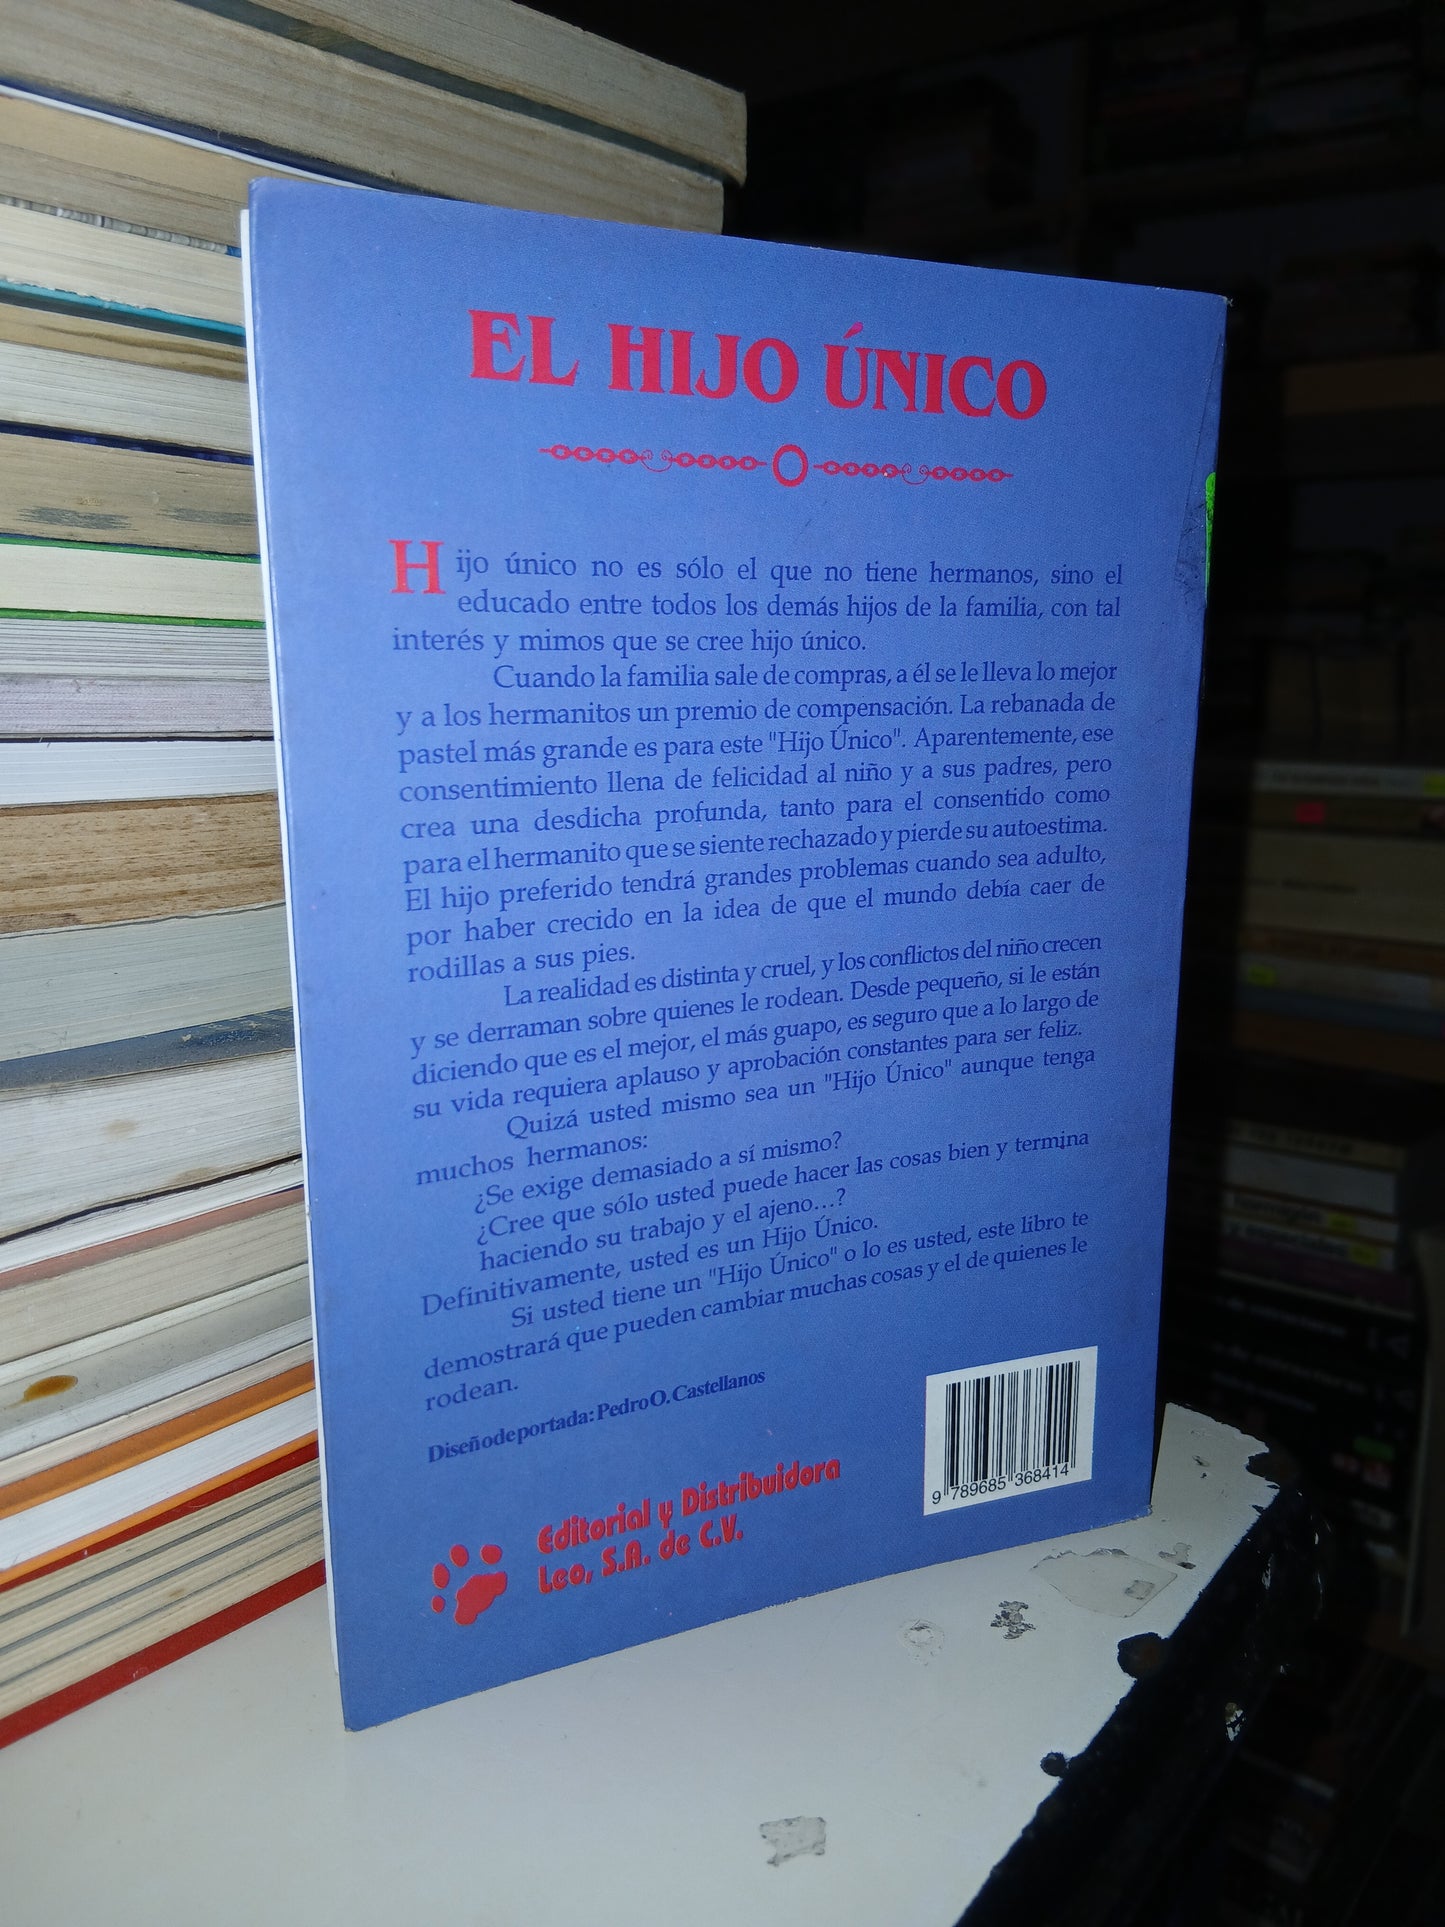 EL HIJO ÚNICO
Hijo único no es sólo el que no tiene hermanos, sino el
educado entre todos los demás hijos de la familia, con tal
interés y mimos que se cree hijo único.
Cuando la familia sale de compras, a él se le lleva lo mejor
y a los hermanitos un premio de compensación. La rebanada de
pastel más grande es para este "Hijo Único". Aparentemente, ese
consentimiento llena de felicidad al niño y a sus padres, pero
crea una desdicha profunda, tanto para el consentido como
para el hermanito que se siente rechazado y pierde su autoestima.
El hijo preferido tendrá grandes problemas cuando sea adulto,
por haber crecido en la idea de que el mundo debía caer de
rodillas a sus pies.
La realidad es distinta y cruel, y los conflictos del niño crecen
y se derraman sobre quienes le rodean. Desde pequeño, si le están
diciendo que es el mejor, el más guapo, es seguro que a lo largo de
su vida requiera aplauso y aprobación constantes para ser feliz.
Quizá usted mismo sea un "Hijo Único" aunque tenga
muchos hermanos:
¿Se exige demasiado a sí mismo?
¿Cree que sólo usted puede hacer las cosas bien y termina
haciendo su trabajo y el ajeno...?
Definitivamente, usted es un Hijo Único.
Si usted tiene un "Hijo Único" o lo es usted, este libro te
demostrará que pueden cambiar muchas cosas y el de quienes le
rodean.
Diseño de portada: Pedro O. Castellanos
Editorial y Distribuidora
Leo, S.A. de C.V.
9 789685 368414